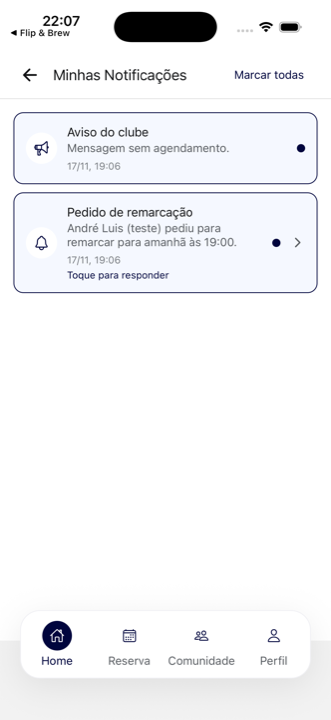 22:07
◀ Flip & Brew
Minhas Notificações
Marcar todas
Aviso do clube
Mensagem sem agendamento.
17/11, 19:06
Pedido de remarcação
André Luis (teste) pediu para
remarcar para amanhã às 19:00.
17/11, 19:06
Toque para responder
Home
Reserva
Comunidade
Perfil